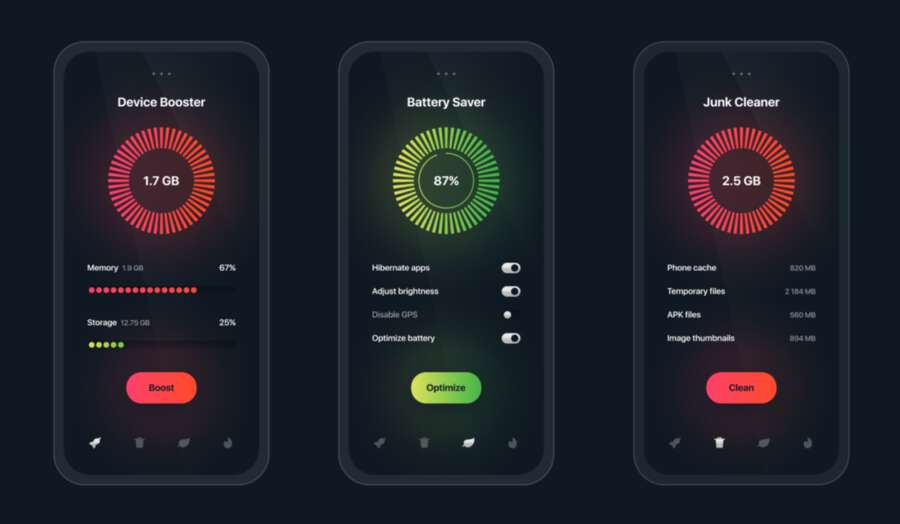 Device Booster
1.7 GB
Memory 1.9 GB 67%
Storage 12.75 GB 25%
Boost
Battery Saver
87%
Hibernate apps
Adjust brightness
Disable GPS
Optimize battery
Optimize
Junk Cleaner
2.5 GB
Phone cache 820 MB
Temporary files 2 184 MB
APK files 560 MB
Image thumbnails 894 MB
Clean